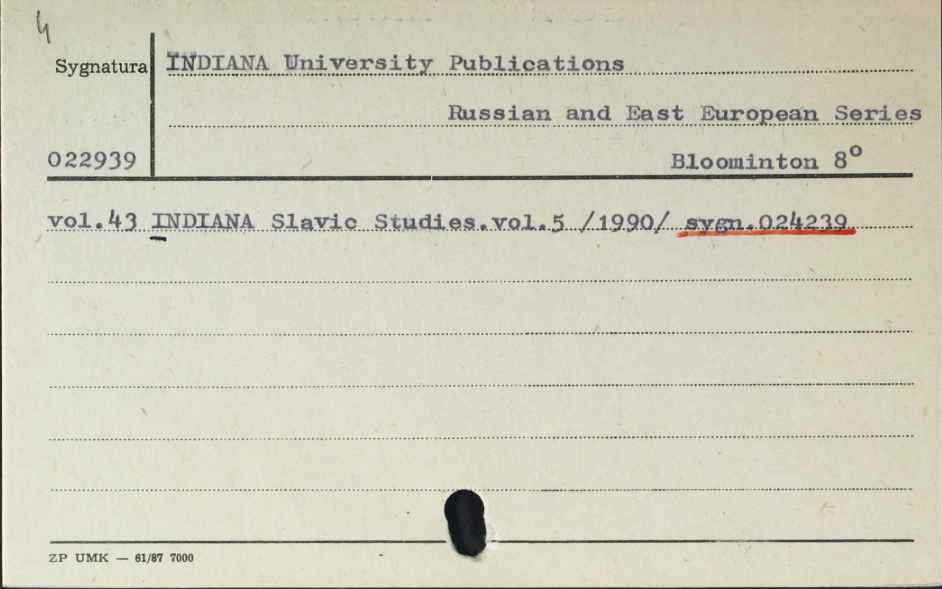 4
Sygnatura INDIANA University Publications
Russian and East European Series
022939 Bloominton 8º
vol.43 INDIANA Slavic Studies.vol.5 /1990/ sygn.024239
ZP UMK — 61/87 7000